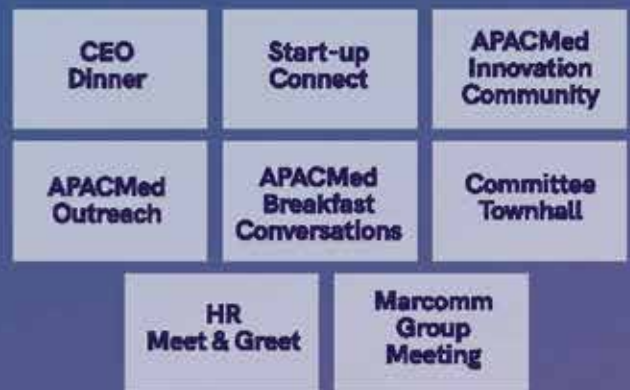 CEO
Dinner
Start-up
Connect
APACMed
Innovation
Community
APACMed
Outreach
APACMed
Breakfast
Conversations
Committee
Townhall
HR
Meet & Greet
Marcomm
Group
Meeting